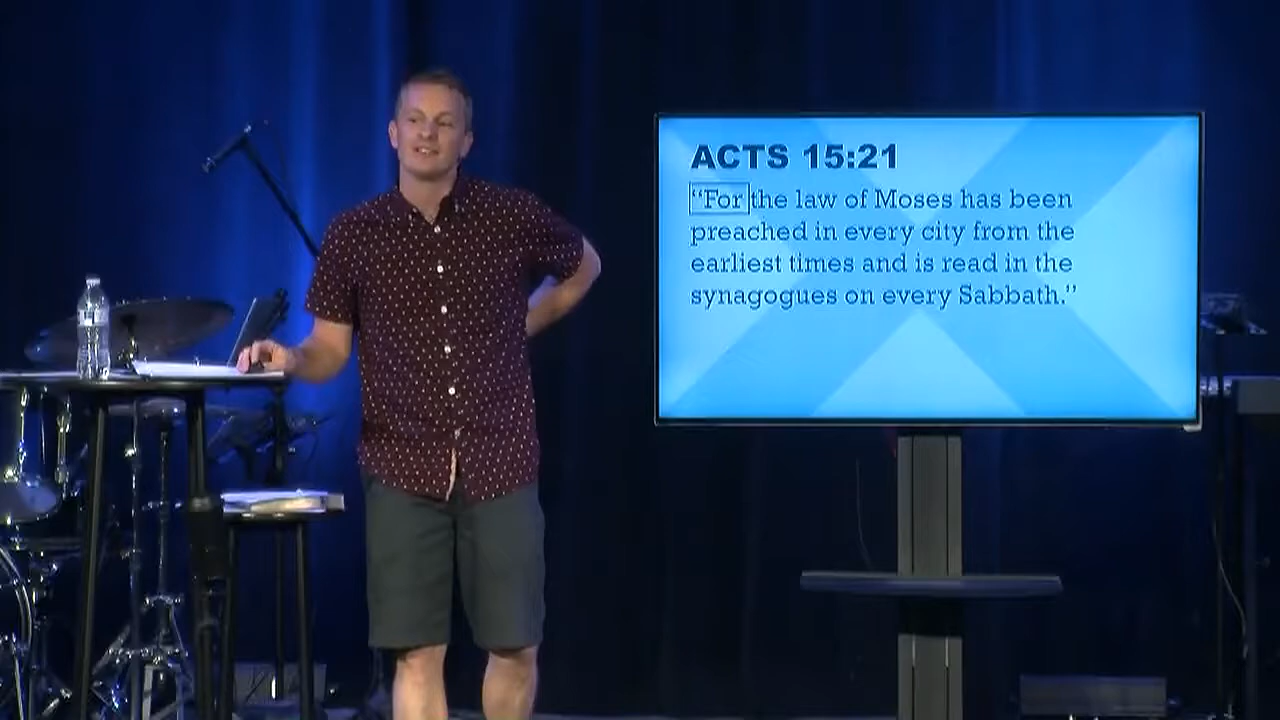 ACTS 15:21
“For the law of Moses has been
preached in every city from the
earliest times and is read in the
synagogues on every Sabbath.”